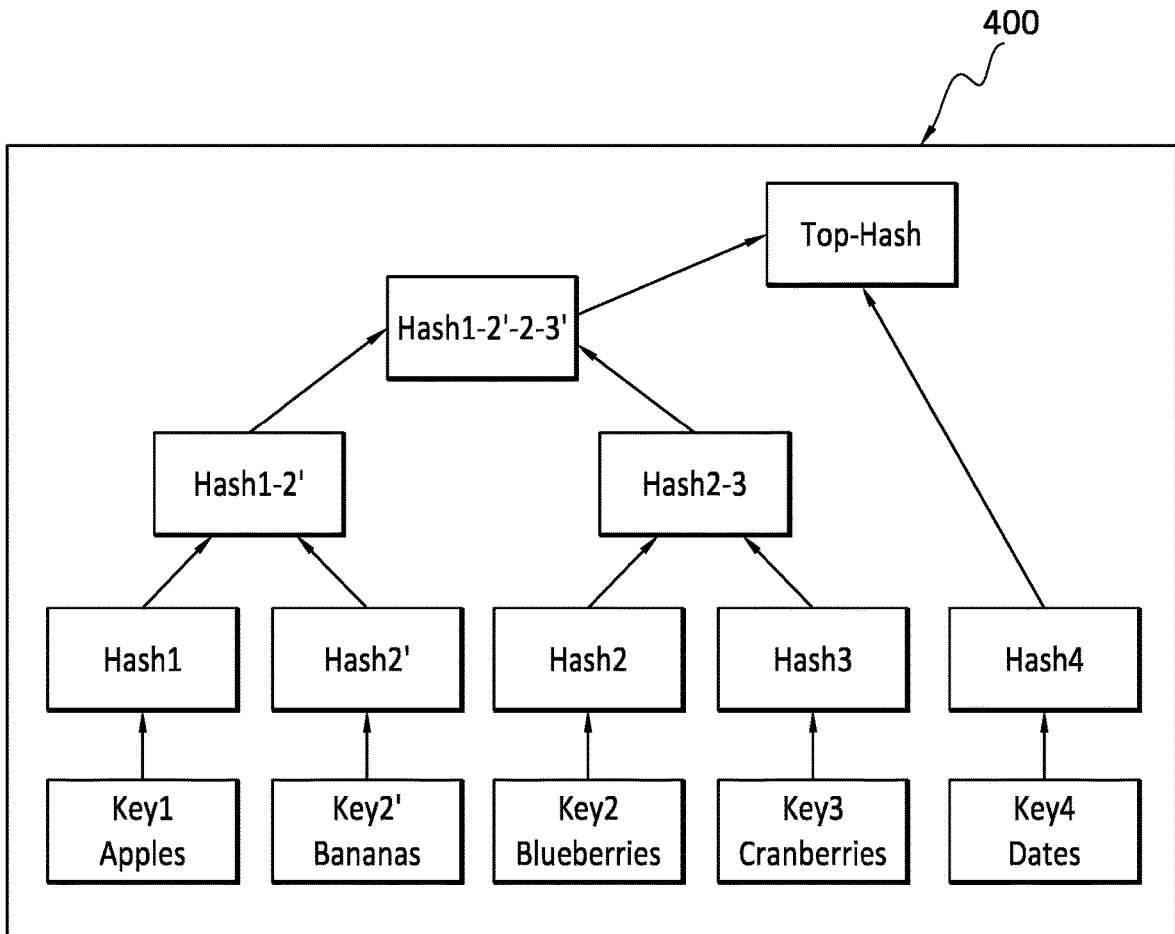 400
Top-Hash
Hash1-2'-2-3'
Hash1-2'
Hash2-3
Hash1
Hash2'
Hash2
Hash3
Hash4
Key1
Apples
Key2'
Bananas
Key2
Blueberries
Key3
Cranberries
Key4
Dates